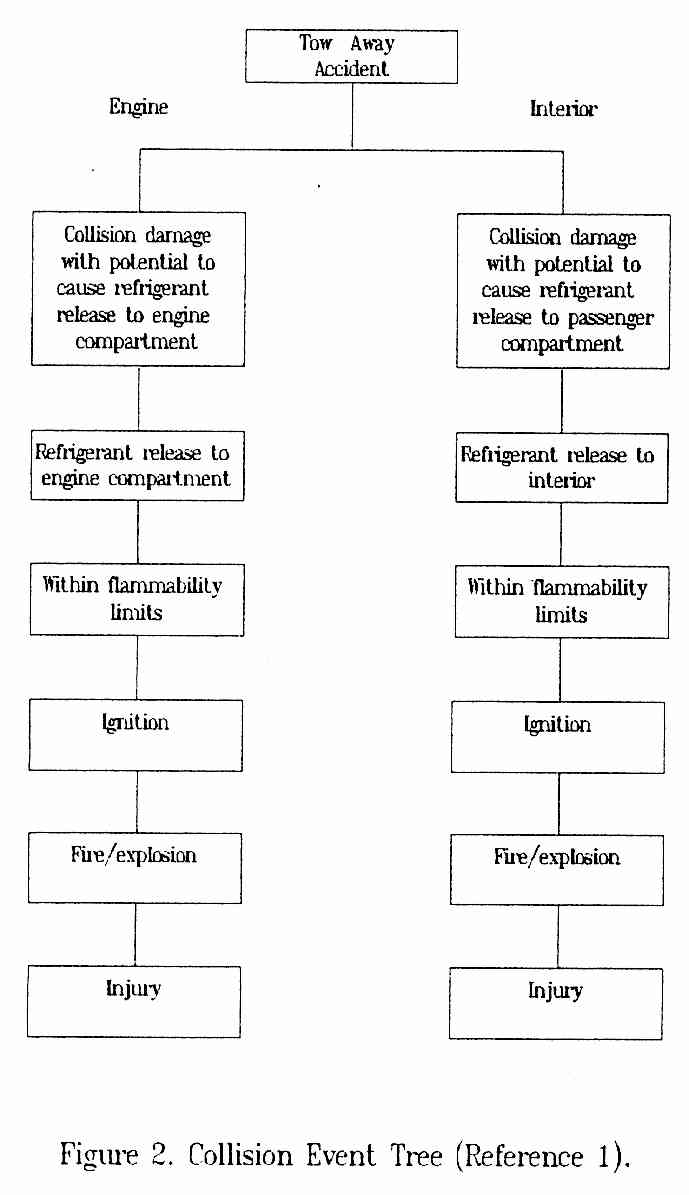 Tow Away
Accident
Engine
Interior
Collision damage
with potential to
cause refrigerant
release to engine
compartment
Collision damage
with potential to
cause refrigerant
release to passenger
compartment
Refrigerant release to
engine compartment
Refrigerant release to
interior
Within flammability
limits
Within flammability
limits
Ignition
Ignition
Fire/explosion
Fire/explosion
Injury
Injury
Figure 2. Collision Event Tree (Reference 1).